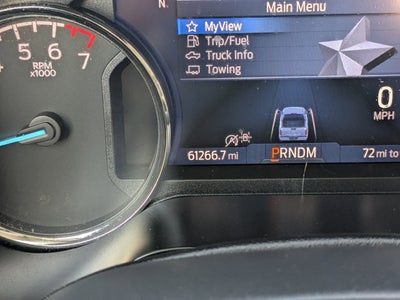 N
Main Menu
MyView
Trip/Fuel
Truck Info
Towing
5 6 7
RPM
x1000
0
MPH
61266.7 mi
PRNDM
72 mi to